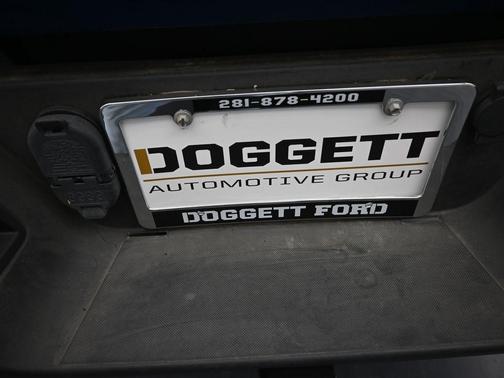 281-878-4200
DOGGETT
AUTOMOTIVE GROUP
DOGGETT FORD